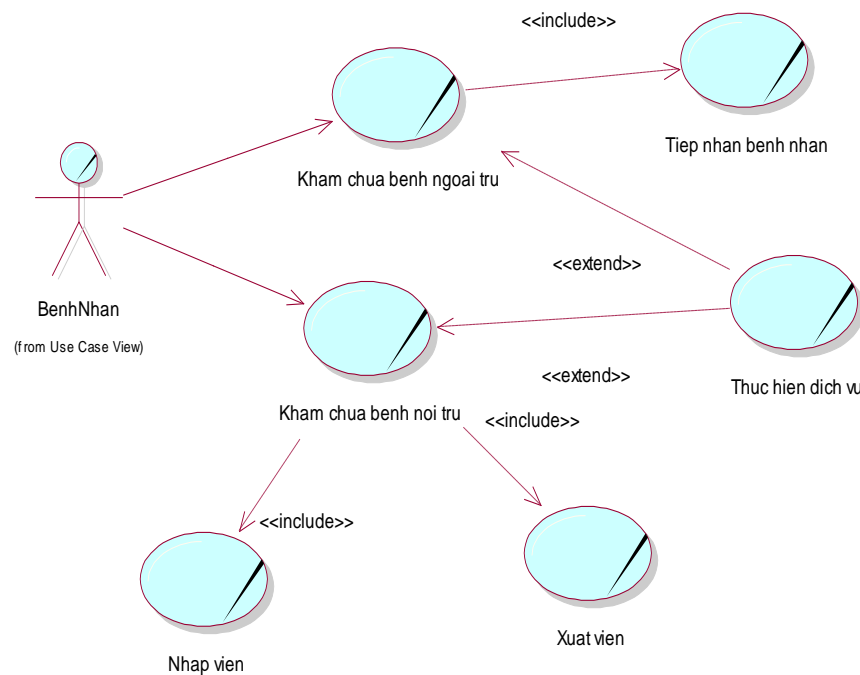 <<include>>
Tiep nhan benh nhan
Kham chua benh ngoai tru
<<extend>>
BenhNhan
(from Use Case View)
<<extend>>
Thuc hien dich vu
Kham chua benh noi tru
<<include>>
<<include>>
Xuat vien
Nhap vien